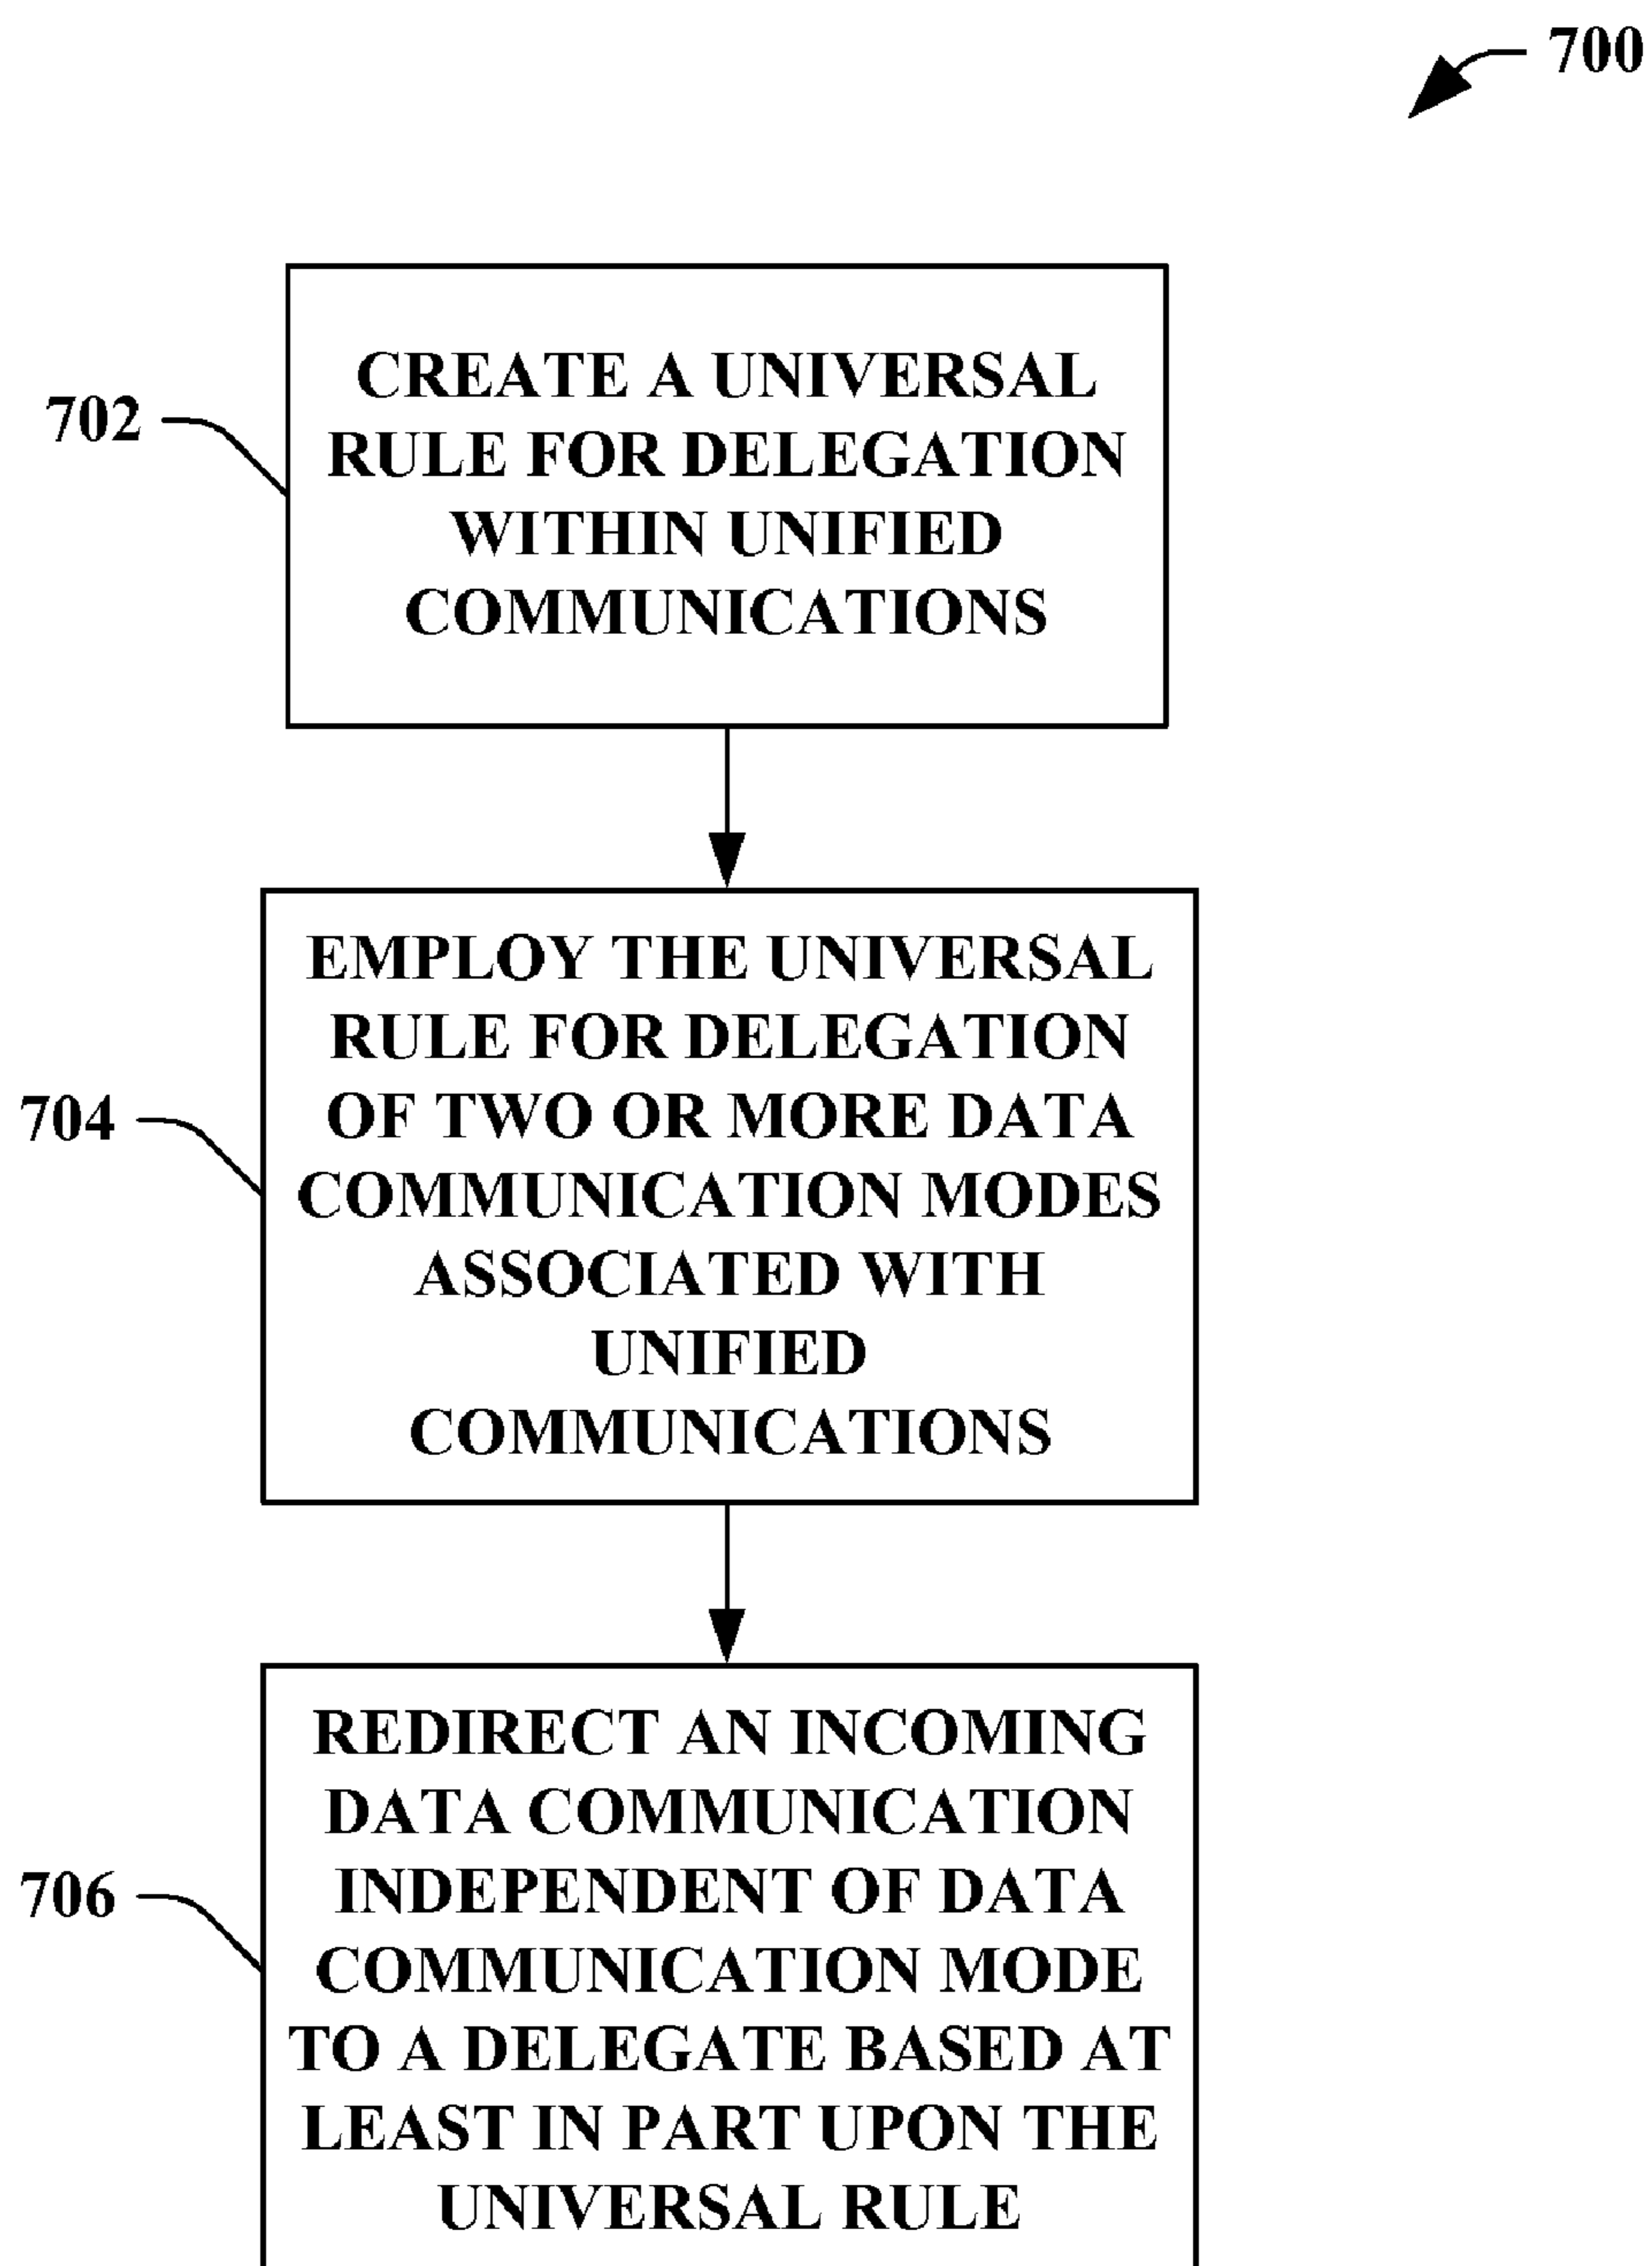 700
702
CREATE A UNIVERSAL
RULE FOR DELEGATION
WITHIN UNIFIED
COMMUNICATIONS
704
EMPLOY THE UNIVERSAL
RULE FOR DELEGATION
OF TWO OR MORE DATA
COMMUNICATION MODES
ASSOCIATED WITH
UNIFIED
COMMUNICATIONS
706
REDIRECT AN INCOMING
DATA COMMUNICATION
INDEPENDENT OF DATA
COMMUNICATION MODE
TO A DELEGATE BASED AT
LEAST IN PART UPON THE
UNIVERSAL RULE